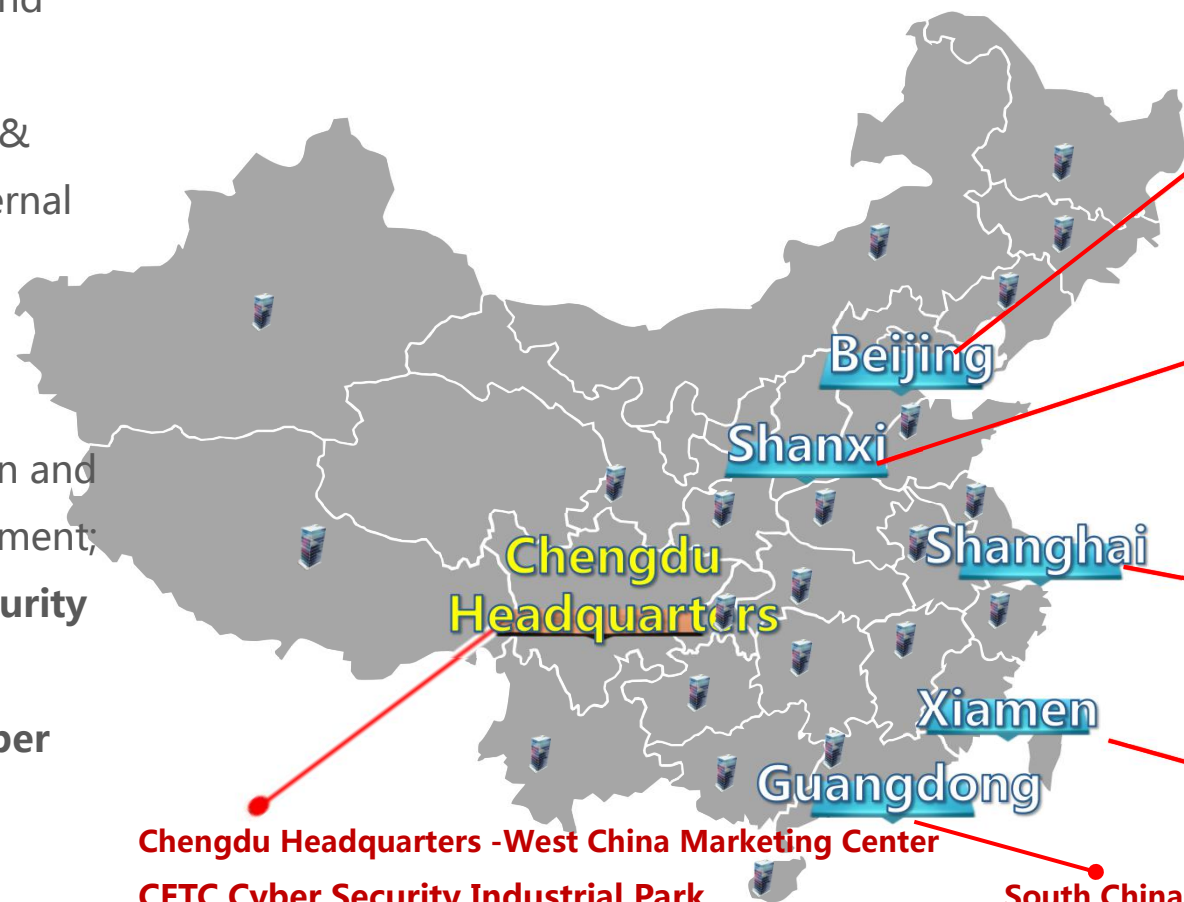 nd
&
ernal
n and
ment;
urity
ber
Beijing
Shanxi
Chengdu
Headquarters
Shanghai
Xiamen
Guangdong
Chengdu Headquarters -West China Marketing Center
CETC Cyber Security Industrial Park
South China